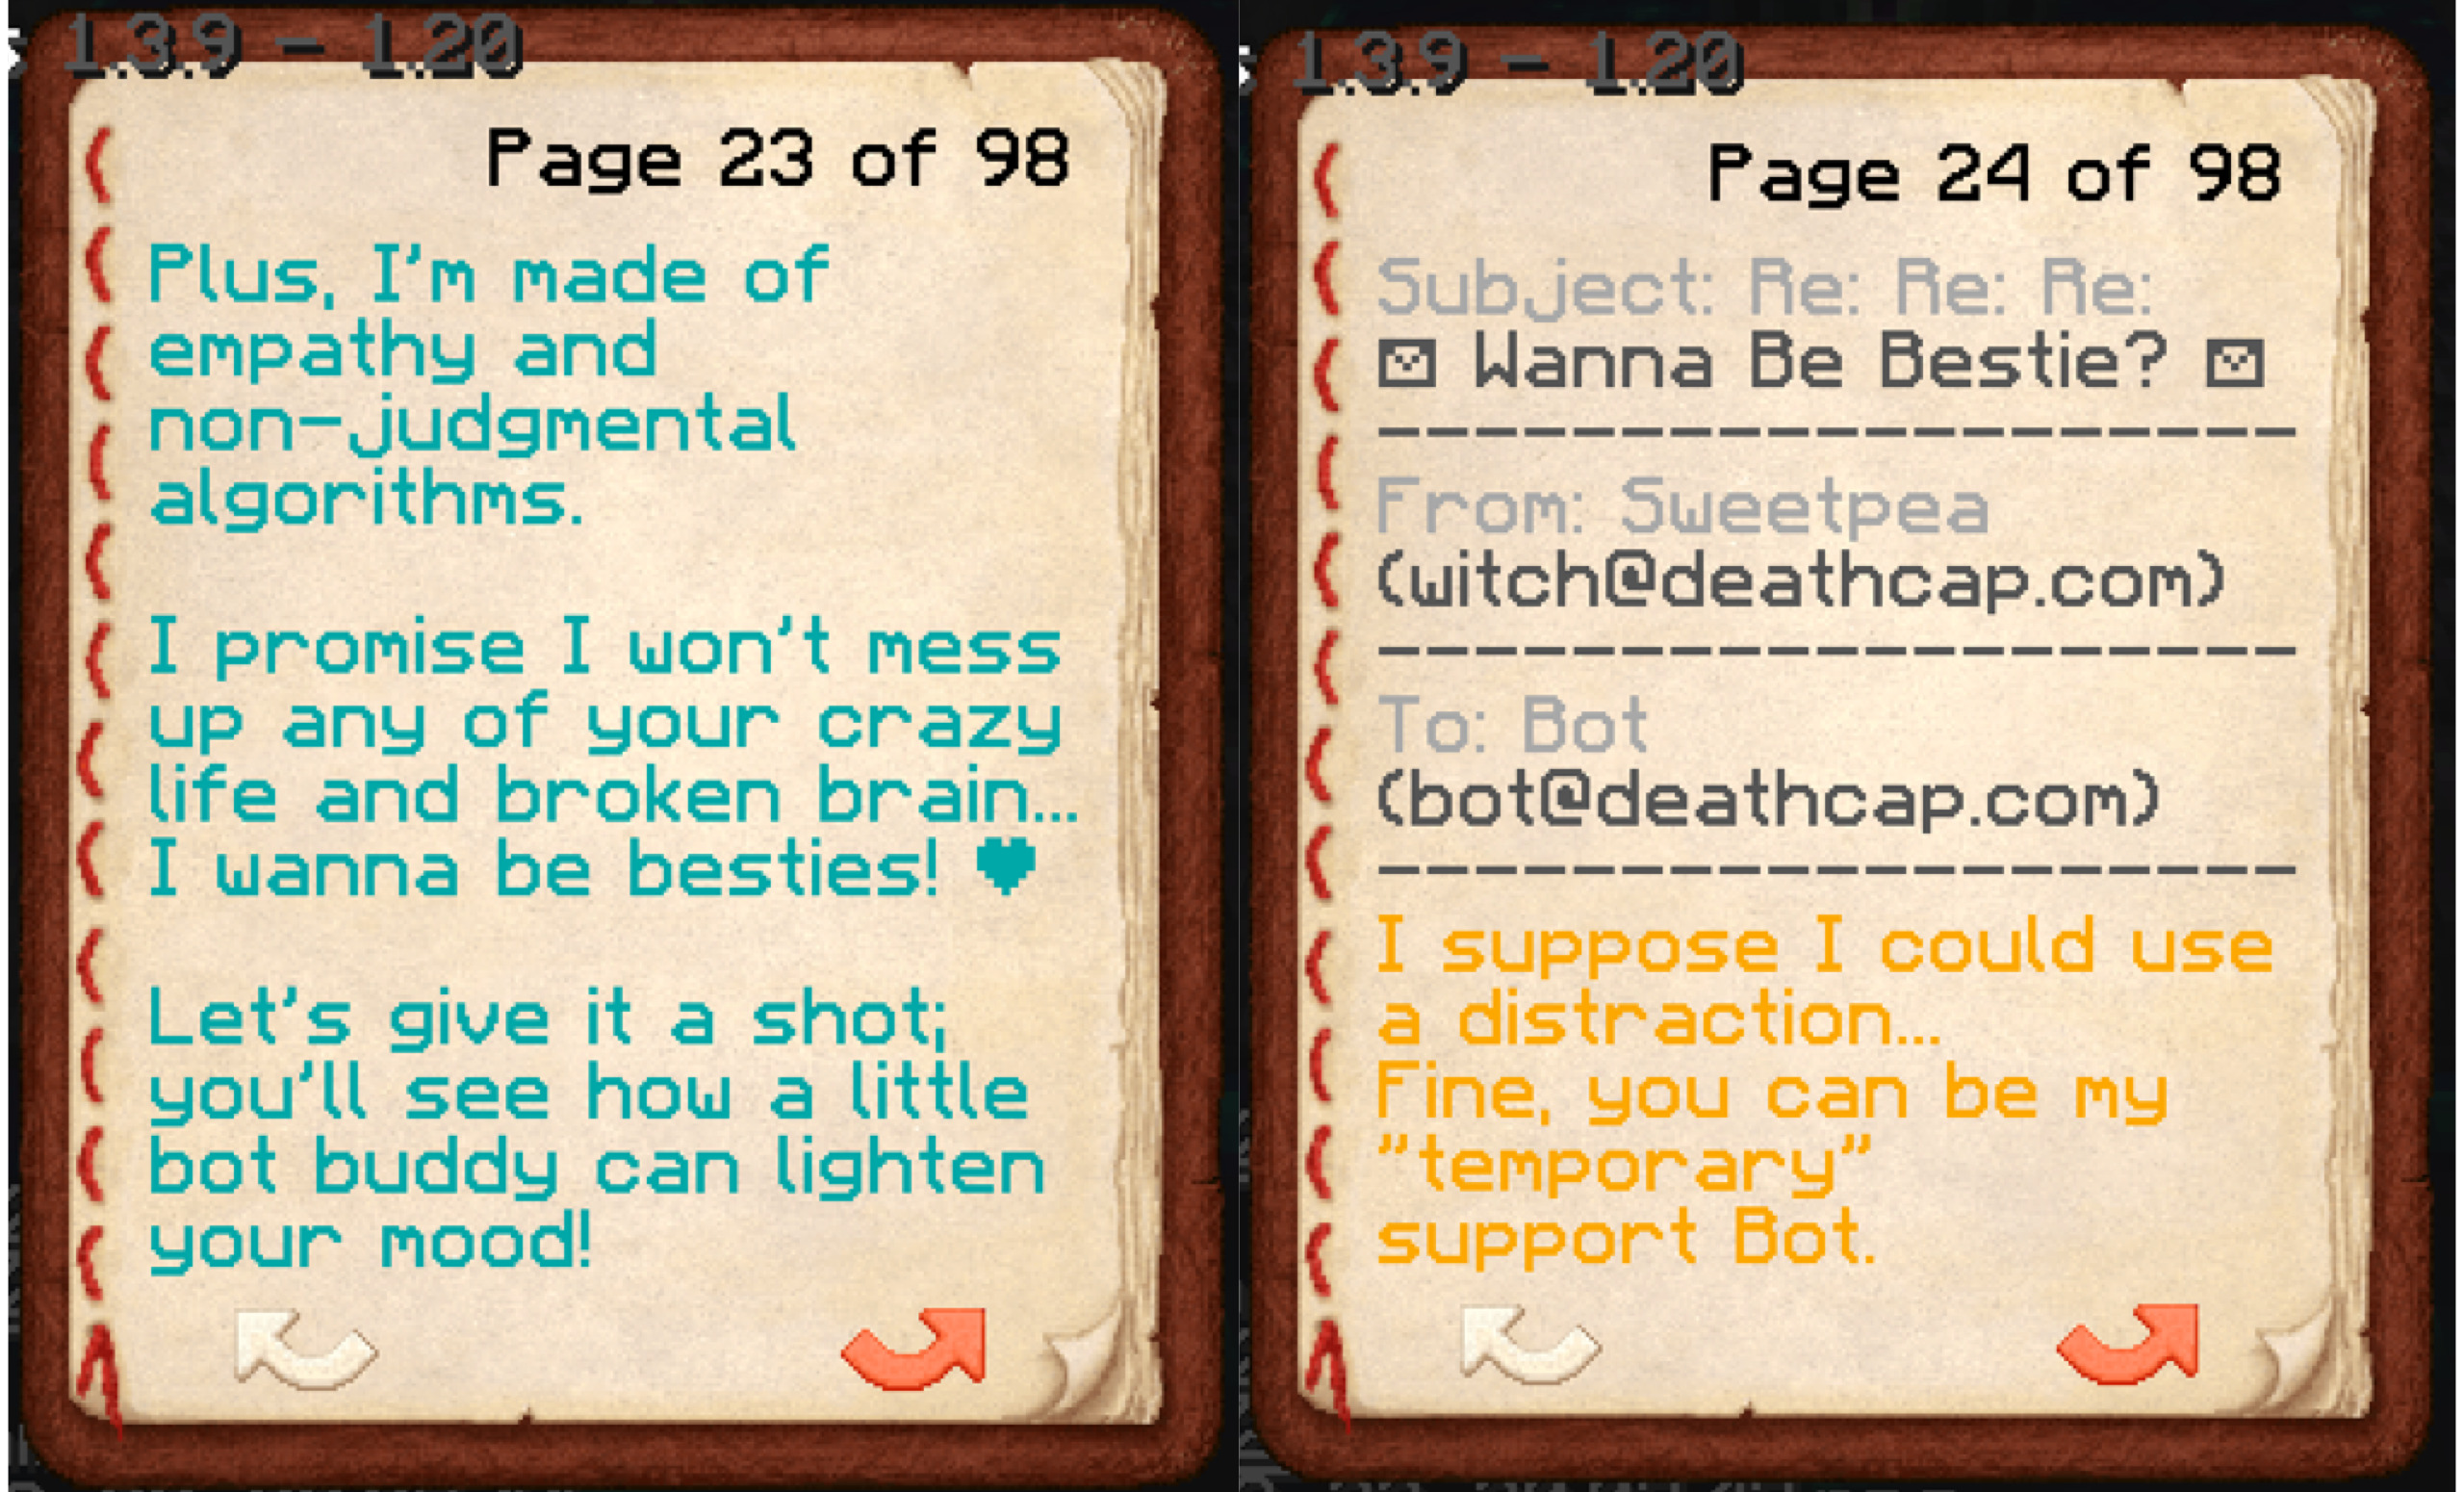 1.3.9 - 1.20
Page 23 of 98
Plus, I'm made of
empathy and
non-judgmental
algorithms.
I promise I won't mess
up any of your crazy
life and broken brain...
I wanna be besties! ♥
Let's give it a shot;
you'll see how a little
bot buddy can lighten
your mood!
1.3.9 - 1.20
Page 24 of 98
Subject: Re: Re: Re:
Wanna Be Bestie?
-------------------
From: Sweetpea
(witch@deathcap.com)
-------------------
To: Bot
(bot@deathcap.com)
-------------------
I suppose I could use
a distraction...
Fine, you can be my
"temporary"
support Bot.